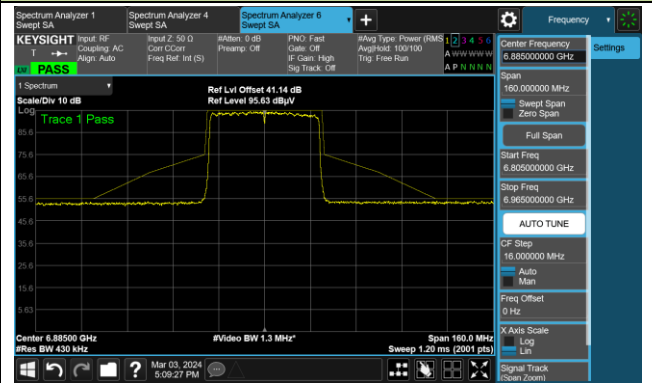 Spectrum Analyzer 1
Swept SA
Spectrum Analyzer 4
Swept SA
Spectrum Analyzer 6
Swept SA
Frequency
KEYSIGHT
T
LXI
PASS
Input: RF
Coupling: AC
Align: Auto
Input Z: 50 Ω
Corr CCorr
Freq Ref: Int (S)
#Atten: 0 dB
Preamp: Off
PNO: Fast
Gate: Off
IF Gain: High
Sig Track: Off
#Avg Type: Power (RMS
Avg|Hold: 100/100
Trig: Free Run
1 2 3 4 5 6
A W W W W W
A P N N N N
1 Spectrum
Scale/Div 10 dB
Log
Ref Lvl Offset 41.14 dB
Ref Level 95.63 dBµV
Trace 1 Pass
85.6
75.6
65.6
55.6
45.6
35.6
25.6
15.6
5.63
Center 6.88500 GHz
#Res BW 430 kHz
#Video BW 1.3 MHz*
Span 160.0 MHz
Sweep 1.20 ms (2001 pts)
Mar 03, 2024
5:09:27 PM
Center Frequency
6.885000000 GHz
Settings
Span
160.000000 MHz
Swept Span
Zero Span
Full Span
Start Freq
6.805000000 GHz
Stop Freq
6.965000000 GHz
AUTO TUNE
CF Step
16.000000 MHz
Auto
Man
Freq Offset
0 Hz
X Axis Scale
Log
Lin
Signal Track
(Span Zoom)